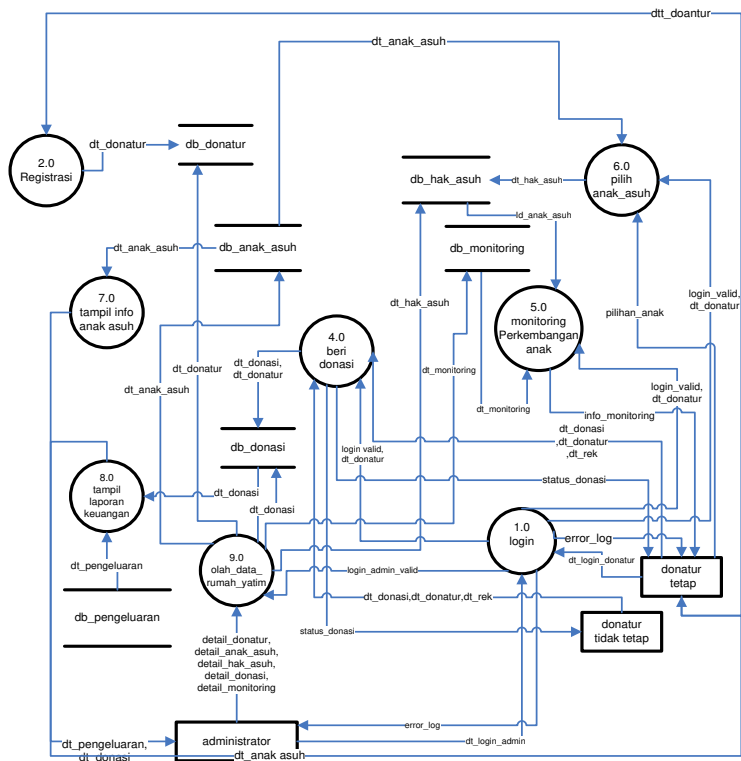 dtt_doantur
dt_anak_asuh
dt_donatur
db_donatur
2.0
Registrasi
db_hak_asuh
dt_hak_asuh
6.0
pilih
anak_asuh
Id_anak_asuh
dt_anak_asuh
db_anak_asuh
db_monitoring
7.0
tampil info
anak asuh
dt_hak_asuh
login_valid,
dt_donatur
5.0
monitoring
Perkembangan
anak
pilihan_anak
4.0
beri
donasi
dt_donatur
dt_anak_asuh
dt_donasi,
dt_donatur
dt_monitoring
login_valid,
dt_donatur
dt_monitoring
info_monitoring
dt_donasi
,dt_donatur
,dt_rek
db_donasi
login valid,
dt_donatur
status_donasi
8.0
tampil
laporan
keuangan
dt_donasi
dt_donasi
1.0
login
error_log
dt_login_donatur
9.0
olah_data_
rumah_yatim
login_admin_valid
donatur
tetap
dt_pengeluaran
dt_donasi,dt_donatur,dt_rek
db_pengeluaran
status_donasi
donatur
tidak tetap
detail_donatur,
detail_anak_asuh,
detail_hak_asuh,
detail_donasi,
detail_monitoring
error_log
administrator
dt_login_admin
dt_pengeluaran,
dt_donasi
dt_anak asuh